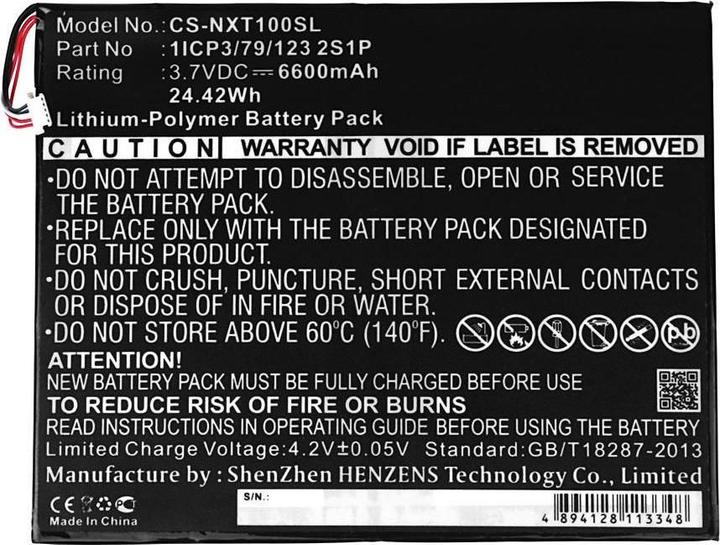 Model No.: CS-NXT100SL
Part No : 1ICP3/79/123 2S1P
Rating : 3.7VDC 6600mAh
24.42Wh
Lithium-Polymer Battery Pack
CAUTION WARRANTY VOID IF LABEL IS REMOVED
·DO NOT ATTEMPT TO DISASSEMBLE, OPEN OR SERVICE
THE BATTERY PACK.
·REPLACE ONLY WITH THE BATTERY PACK DESIGNATED
FOR THIS PRODUCT.
·DO NOT CRUSH, PUNCTURE, SHORT EXTERNAL CONTACTS
OR DISPOSE OF IN FIRE OR WATER.
·DO NOT STORE ABOVE 60°C (140°F). Pb
ATTENTION!
NEW BATTERY PACK MUST BE FULLY CHARGED BEFORE USE
TO REDUCE RISK OF FIRE OR BURNS
READ INSTRUCTIONS IN OPERATING GUIDE BEFORE USING THE BATTERY
Limited Charge Voltage:4.2V±0.05V Standard:GB/T18287-2013
Manufacture by : ShenZhen HENZENS Technology Co., Limited
CE
Made In China
S/N.:
4 894128 113348